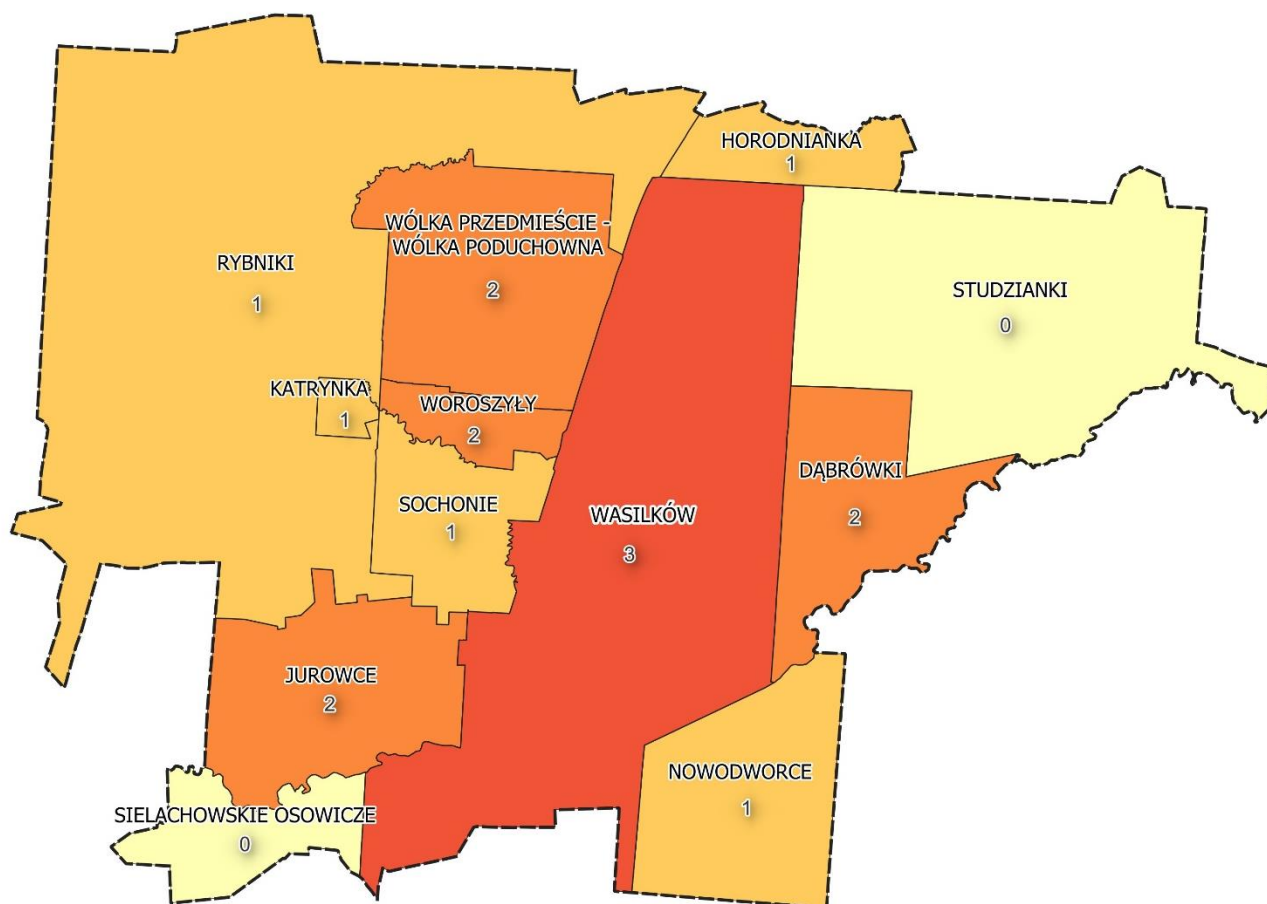 HORODNIANKA
1
WÓLKA PRZEDMIEŚCIE -
WÓLKA PODUCHOWNA
2
RYBNIKI
1
STUDZIANKI
0
KATRYNKA
1
WOROSZYŁY
2
DĄBRÓWKI
2
SOCHONIE
1
WASILKÓW
3
JUROWCE
2
NOWODWORCE
1
SIELACHOWSKIE OSOWICZE
0